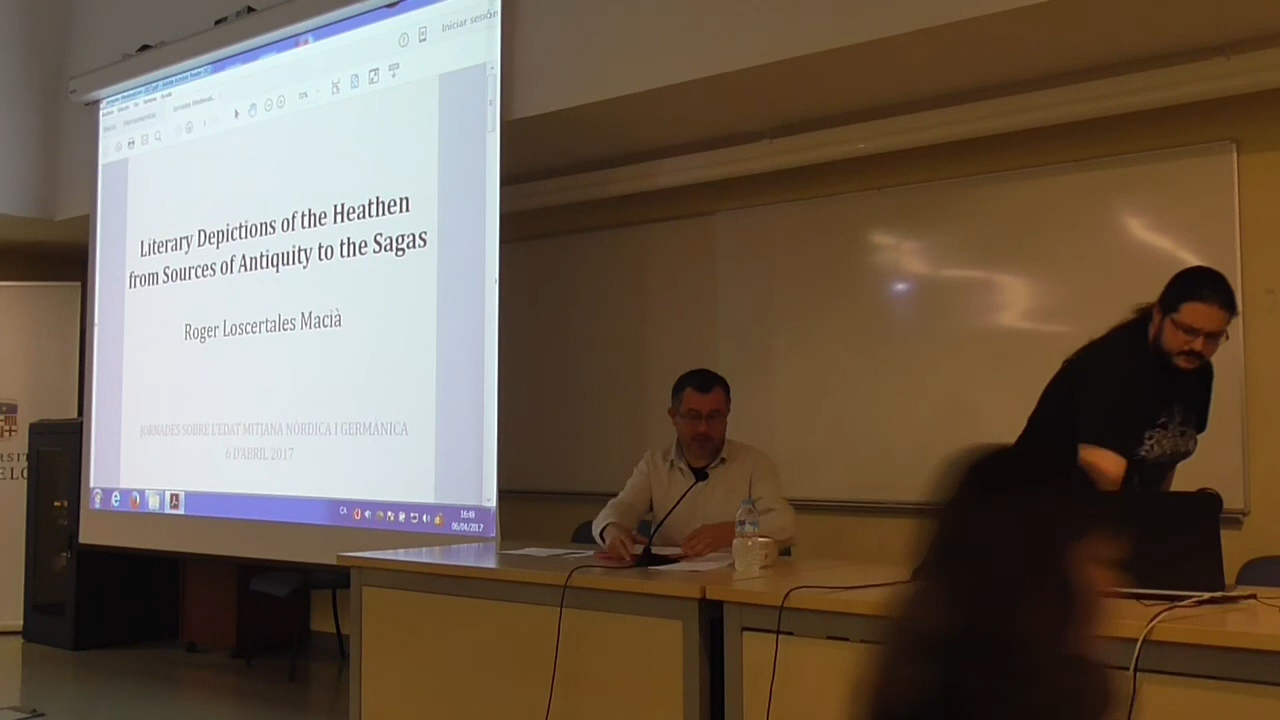 Iniciar sesión
Literary Depictions of the Heathen
from Sources of Antiquity to the Sagas
Roger Loscertales Macià
JORNADES SOBRE L'EDAT MITJANA NÒRDICA I GERMÀNICA
6 D'ABRIL 2017
CA
16:49
06/04/2017